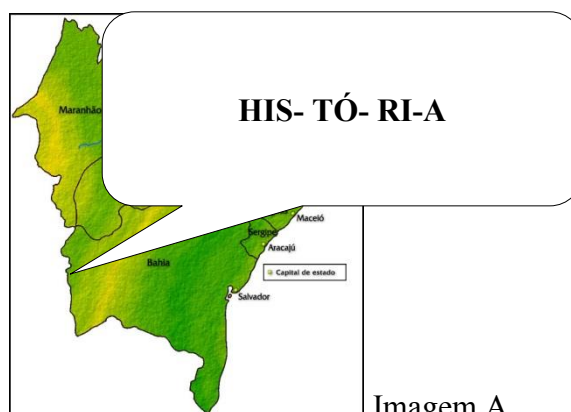 HIS- TÓ- RI-A
Maranhão
Maceió
Sergipe
Aracajú
Bahia
Capital de estado
Salvador
Imagem A